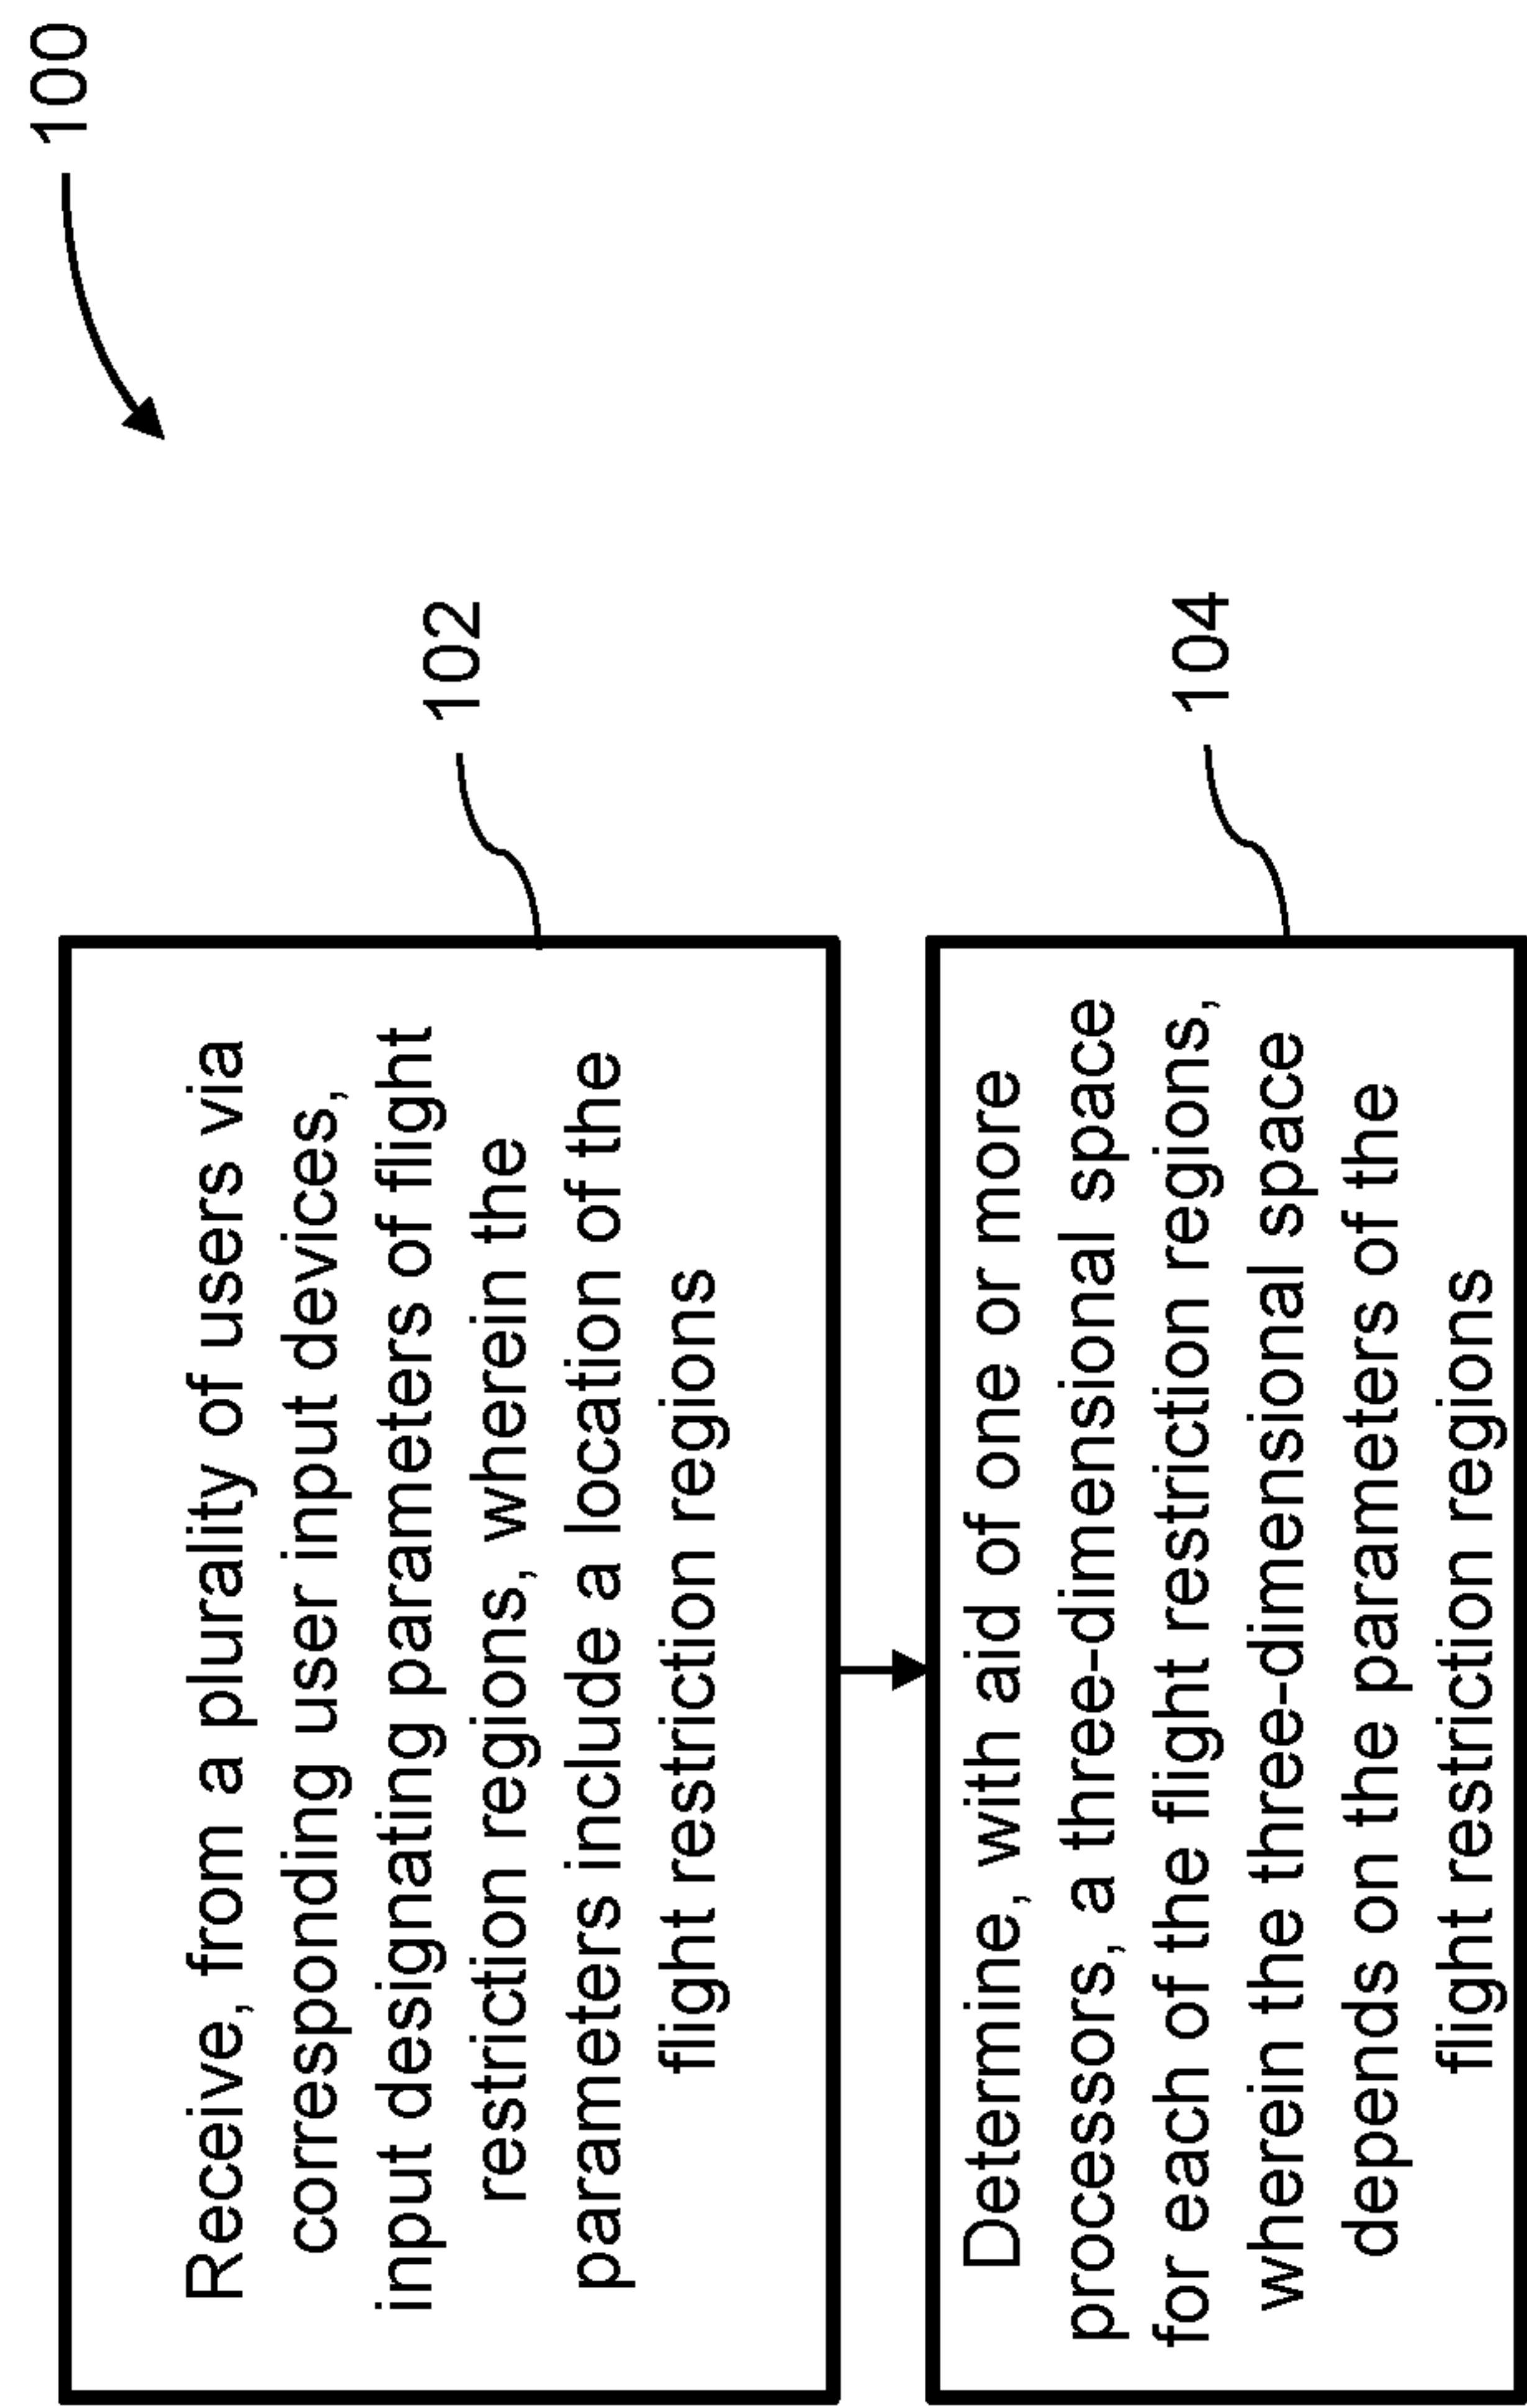 100
102
Receive, from a plurality of users via
corresponding user input devices,
input designating parameters of flight
restriction regions, wherein the
parameters include a location of the
flight restriction regions
104
Determine, with aid of one or more
processors, a three-dimensional space
for each of the flight restriction regions,
wherein the three-dimensional space
depends on the parameters of the
flight restriction regions